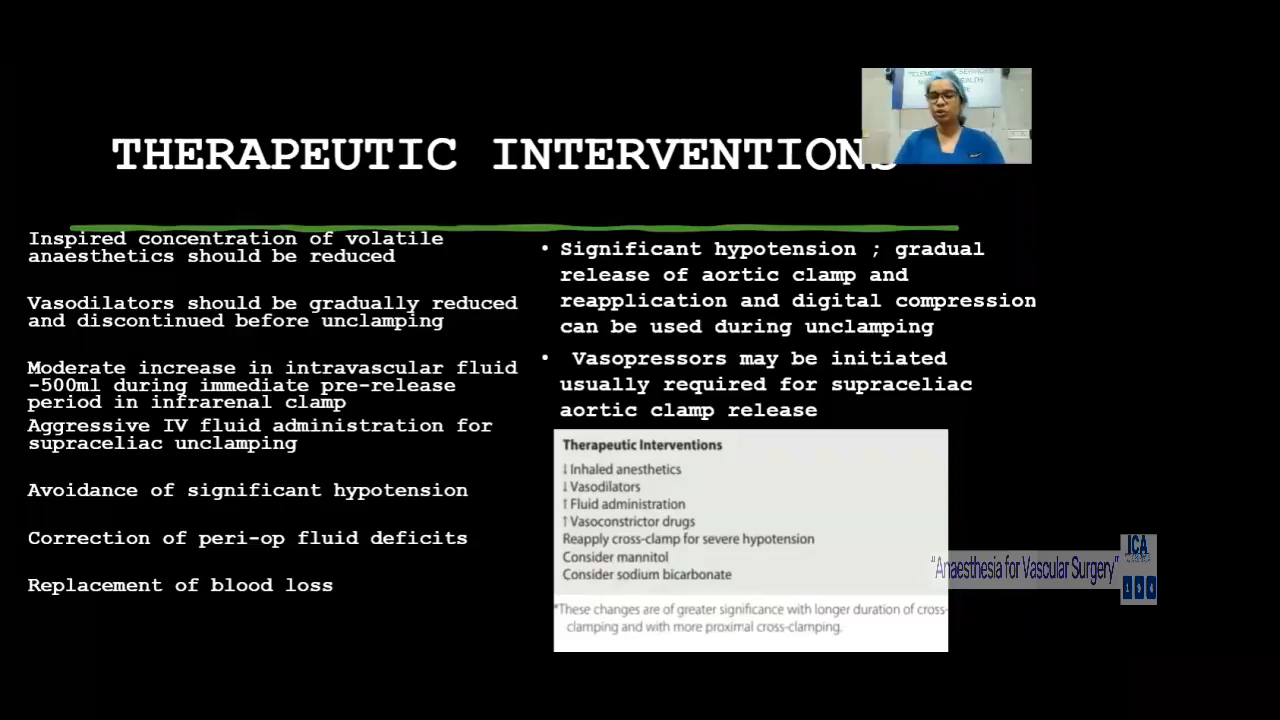 THERAPEUTIC INTERVENTIONS
Inspired concentration of volatile
anaesthetics should be reduced
Vasodilators should be gradually reduced
and discontinued before unclamping
Moderate increase in intravascular fluid
-500ml during immediate pre-release
period in infrarenal clamp
Aggressive IV fluid administration for
supraceliac unclamping
Avoidance of significant hypotension
Correction of peri-op fluid deficits
Replacement of blood loss
• Significant hypotension ; gradual
release of aortic clamp and
reapplication and digital compression
can be used during unclamping
• Vasopressors may be initiated
usually required for supraceliac
aortic clamp release
Therapeutic Interventions
↓ Inhaled anesthetics
↓ Vasodilators
↑ Fluid administration
↑ Vasoconstrictor drugs
Reapply cross-clamp for severe hypotension
Consider mannitol
Consider sodium bicarbonate
*These changes are of greater significance with longer duration of cross-
clamping and with more proximal cross-clamping.
"Anaesthesia for Vascular Surgery"
ICA